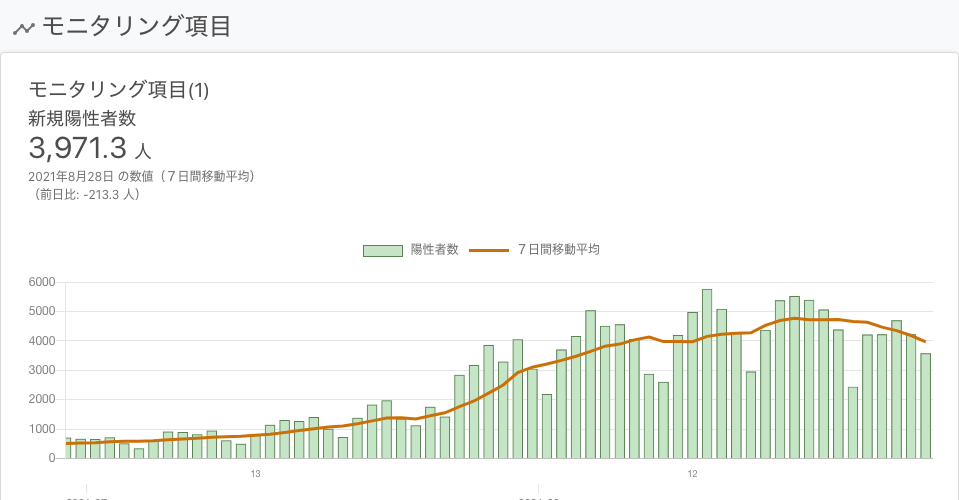 モニタリング項目
モニタリング項目(1)
新規陽性者数
3,971.3 人
2021年8月28日 の数値（７日間移動平均）
（前日比: -213.3 人）
陽性者数 ７日間移動平均
6000
5000
4000
3000
2000
1000
0
13 12